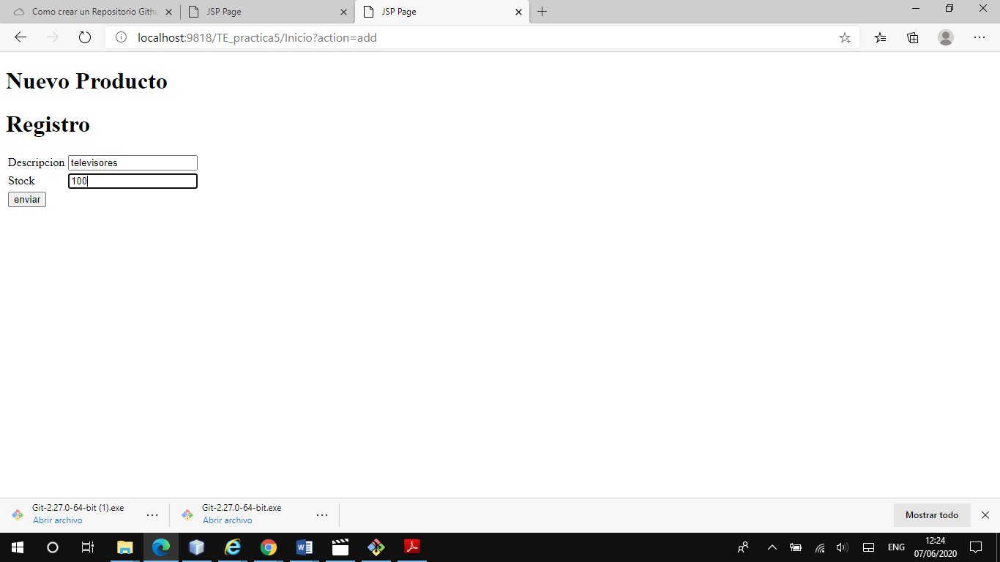 Como crear un Repositorio Githu
JSP Page
JSP Page
localhost:9818/TE_practica5/Inicio?action=add
Nuevo Producto
Registro
Descripcion televisores
Stock 100
enviar
Git-2.27.0-64-bit (1).exe
Abrir archivo
Git-2.27.0-64-bit.exe
Abrir archivo
Mostrar todo
ENG
12:24
07/06/2020